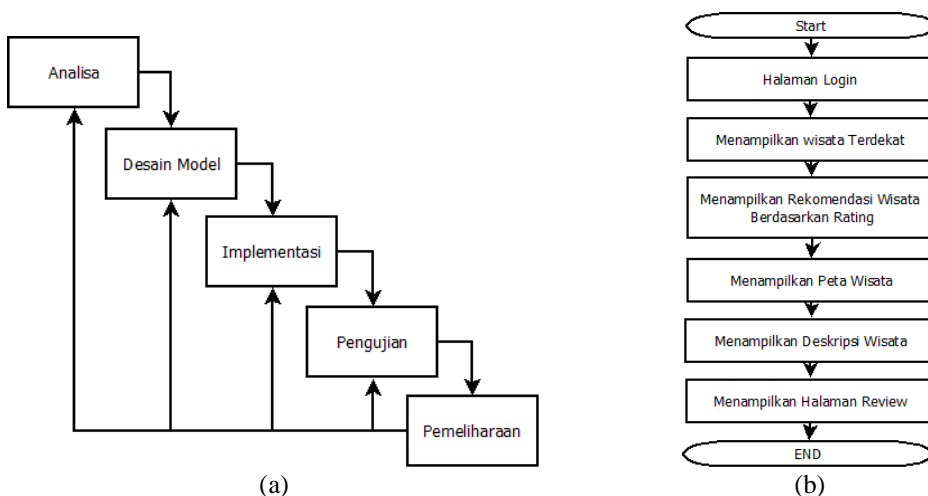 Analisa
Desain Model
Implementasi
Pengujian
Pemeliharaan
(a)
Start
Halaman Login
Menampilkan wisata Terdekat
Menampilkan Rekomendasi Wisata
Berdasarkan Rating
Menampilkan Peta Wisata
Menampilkan Deskripsi Wisata
Menampilkan Halaman Review
END
(b)